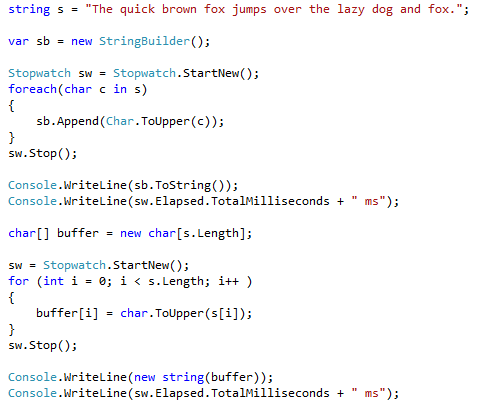 string s = "The quick brown fox jumps over the lazy dog and fox.";
var sb = new StringBuilder();
Stopwatch sw = Stopwatch.StartNew();
foreach(char c in s)
{
    sb.Append(Char.ToUpper(c));
}
sw.Stop();
Console.WriteLine(sb.ToString());
Console.WriteLine(sw.Elapsed.TotalMilliseconds + " ms");
char[] buffer = new char[s.Length];
sw = Stopwatch.StartNew();
for (int i = 0; i < s.Length; i++ )
{
    buffer[i] = char.ToUpper(s[i]);
}
sw.Stop();
Console.WriteLine(new string(buffer));
Console.WriteLine(sw.Elapsed.TotalMilliseconds + " ms");